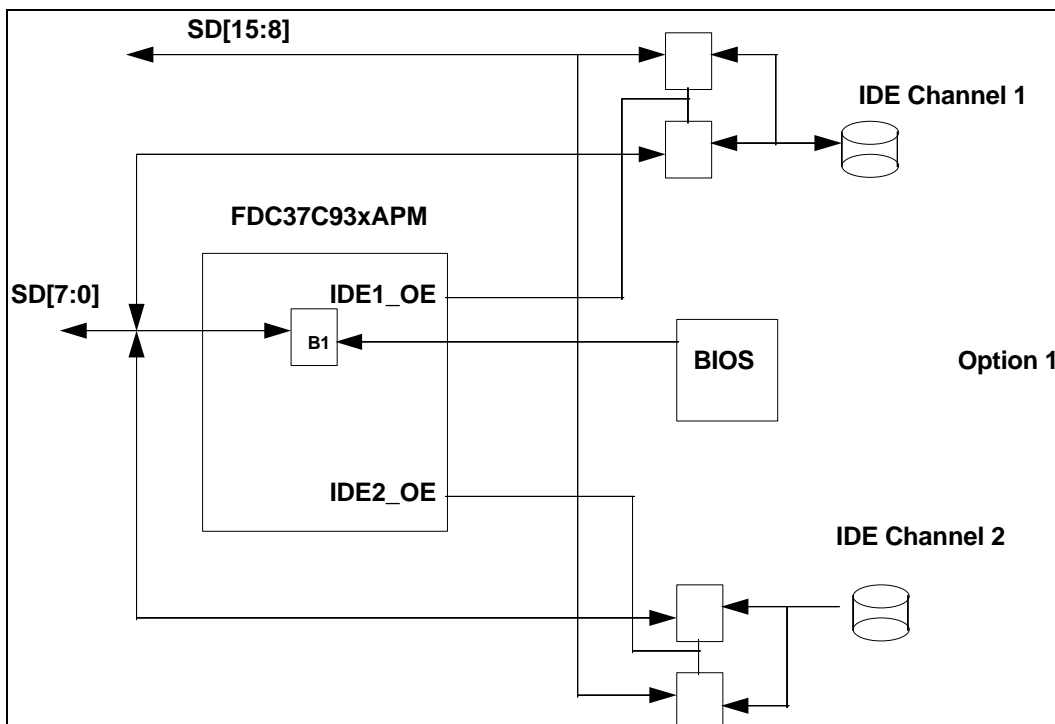 SD[15:8]
IDE Channel 1
FDC37C93xAPM
SD[7:0]
IDE1_OE
B1
BIOS
Option 1
IDE2_OE
IDE Channel 2